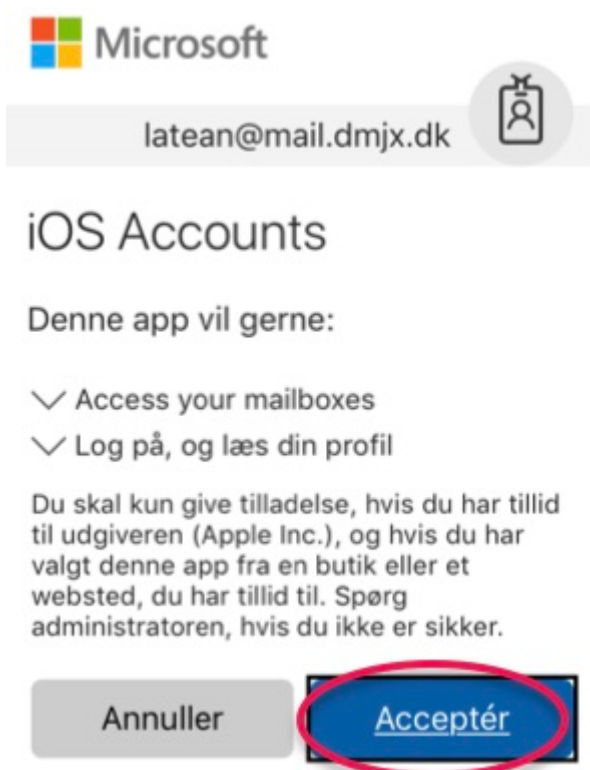 Microsoft
latean@mail.dmjx.dk
iOS Accounts
Denne app vil gerne:
Access your mailboxes
Log på, og læs din profil
Du skal kun give tilladelse, hvis du har tillid
til udgiveren (Apple Inc.), og hvis du har
valgt denne app fra en butik eller et
websted, du har tillid til. Spørg
administratoren, hvis du ikke er sikker.
Annuller
Acceptér